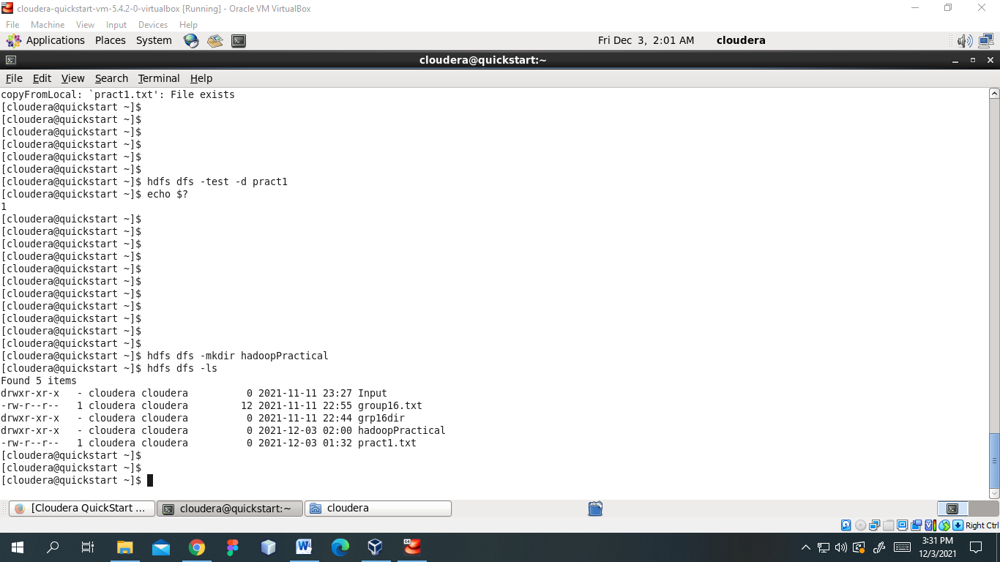 cloudera-quickstart-vm-5.4.2-0-virtualbox [Running] - Oracle VM VirtualBox
File Machine View Input Devices Help
Applications Places System Fri Dec 3, 2:01 AM cloudera
cloudera@quickstart:~
File Edit View Search Terminal Help
copyFromLocal: `pract1.txt': File exists
[cloudera@quickstart ~]$
[cloudera@quickstart ~]$
[cloudera@quickstart ~]$
[cloudera@quickstart ~]$
[cloudera@quickstart ~]$
[cloudera@quickstart ~]$
[cloudera@quickstart ~]$ hdfs dfs -test -d pract1
[cloudera@quickstart ~]$ echo $?
1
[cloudera@quickstart ~]$
[cloudera@quickstart ~]$
[cloudera@quickstart ~]$
[cloudera@quickstart ~]$
[cloudera@quickstart ~]$
[cloudera@quickstart ~]$
[cloudera@quickstart ~]$
[cloudera@quickstart ~]$
[cloudera@quickstart ~]$
[cloudera@quickstart ~]$
[cloudera@quickstart ~]$
[cloudera@quickstart ~]$ hdfs dfs -mkdir hadoopPractical
[cloudera@quickstart ~]$ hdfs dfs -ls
Found 5 items
drwxr-xr-x   - cloudera cloudera          0 2021-11-11 23:27 Input
-rw-r--r--   1 cloudera cloudera         12 2021-11-11 22:55 group16.txt
drwxr-xr-x   - cloudera cloudera          0 2021-11-11 22:44 grp16dir
drwxr-xr-x   - cloudera cloudera          0 2021-12-03 02:00 hadoopPractical
-rw-r--r--   1 cloudera cloudera          0 2021-12-03 01:32 pract1.txt
[cloudera@quickstart ~]$
[cloudera@quickstart ~]$
[cloudera@quickstart ~]$
[Cloudera QuickStart ... cloudera@quickstart:~ cloudera
Right Ctrl
3:31 PM
12/3/2021